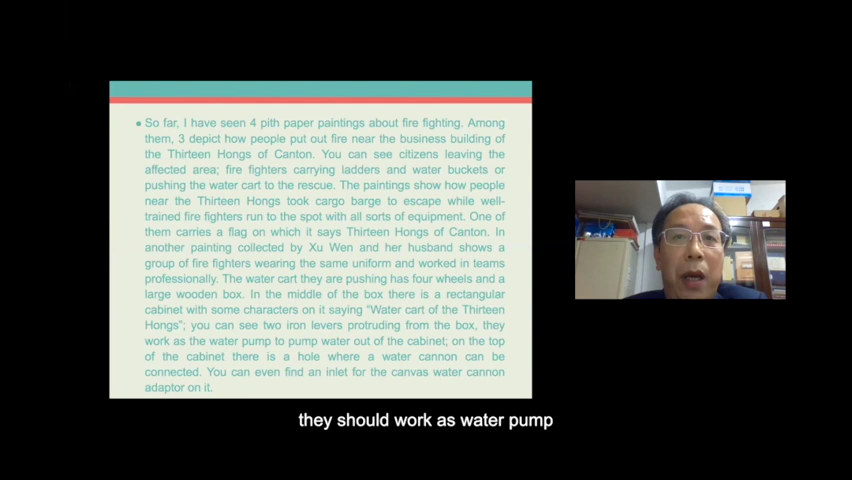 ● So far, I have seen 4 pith paper paintings about fire fighting. Among
them, 3 depict how people put out fire near the business building of
the Thirteen Hongs of Canton. You can see citizens leaving the
affected area; fire fighters carrying ladders and water buckets or
pushing the water cart to the rescue. The paintings show how people
near the Thirteen Hongs took cargo barge to escape while well-
trained fire fighters run to the spot with all sorts of equipment. One of
them carries a flag on which it says Thirteen Hongs of Canton. In
another painting collected by Xu Wen and her husband shows a
group of fire fighters wearing the same uniform and worked in teams
professionally. The water cart they are pushing has four wheels and a
large wooden box. In the middle of the box there is a rectangular
cabinet with some characters on it saying "Water cart of the Thirteen
Hongs"; you can see two iron levers protruding from the box, they
work as the water pump to pump water out of the cabinet; on the top
of the cabinet there is a hole where a water cannon can be
connected. You can even find an inlet for the canvas water cannon
adaptor on it.
they should work as water pump